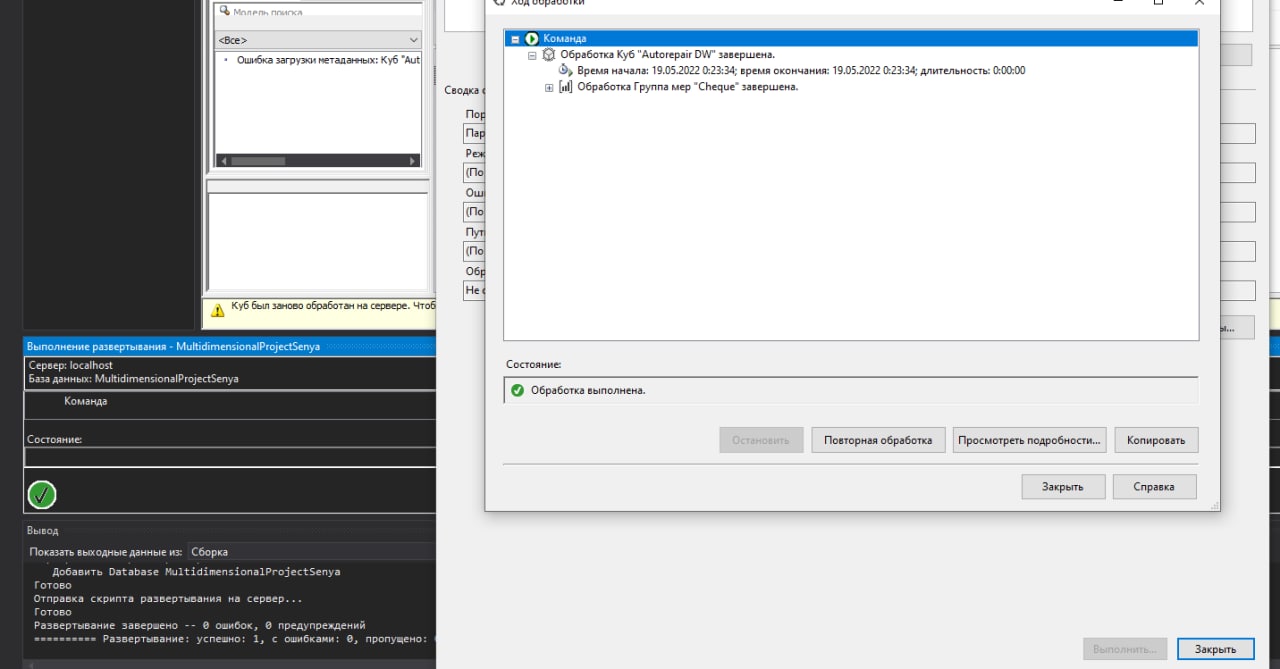 Ход обработки
Модель поиска
<Все>
Ошибка загрузки метаданных: Куб "Aut
Команда
Обработка Куб "Autorepair DW" завершена.
Время начала: 19.05.2022 0:23:34; время окончания: 19.05.2022 0:23:34; длительность: 0:00:00
Обработка Группа мер "Cheque" завершена.
Сводка
Пор
Пар
Реж
(По
Оши
(По
Путь
(По
Обр
Не
ы...
Куб был заново обработан на сервере. Чтоб
Состояние:
Обработка выполнена.
Остановить
Повторная обработка
Просмотреть подробности...
Копировать
Закрыть
Справка
Выполнение развертывания - MultidimensionalProjectSenya
Сервер: localhost
База данных: MultidimensionalProjectSenya
Команда
Состояние:
Вывод
Показать выходные данные из: Сборка
Добавить Database MultidimensionalProjectSenya
Готово
Отправка скрипта развертывания на сервер...
Готово
Развертывание завершено -- 0 ошибок, 0 предупреждений
========== Развертывание: успешно: 1, с ошибками: 0, пропущено:
Выполнить...
Закрыть